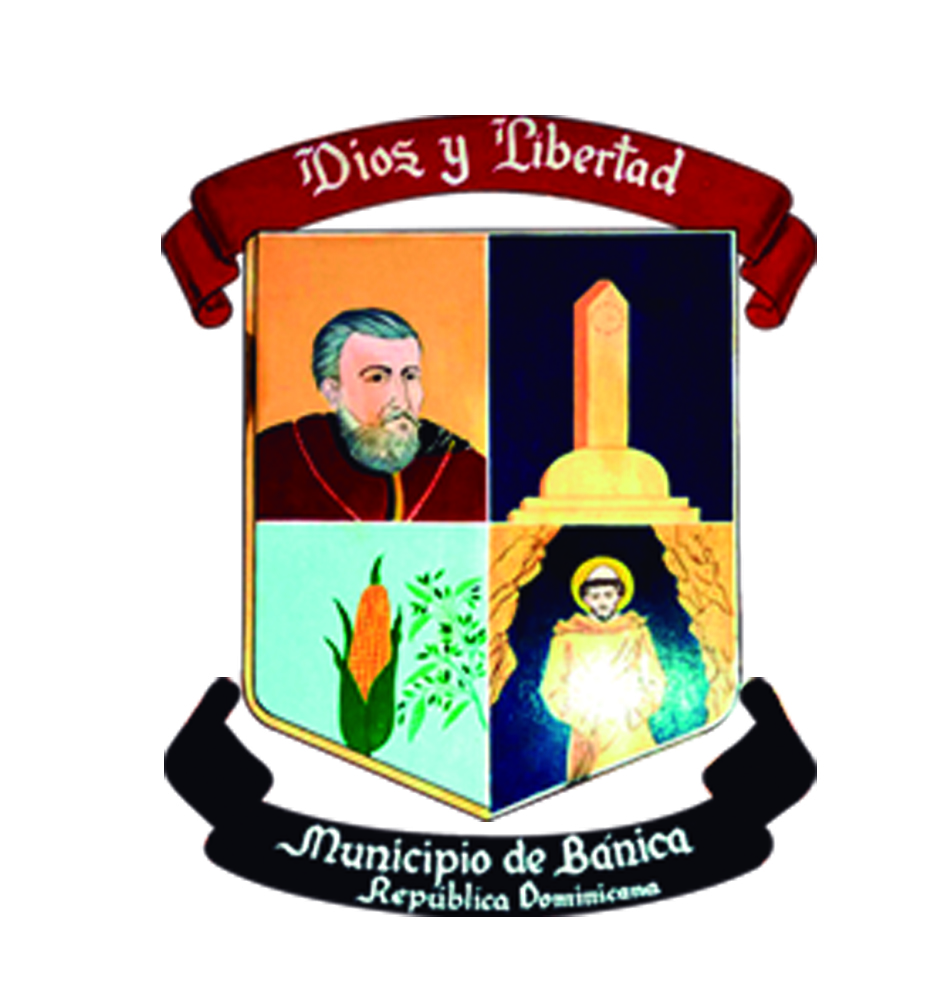 Dios y Libertad
Municipio de Bánica
República Dominicana